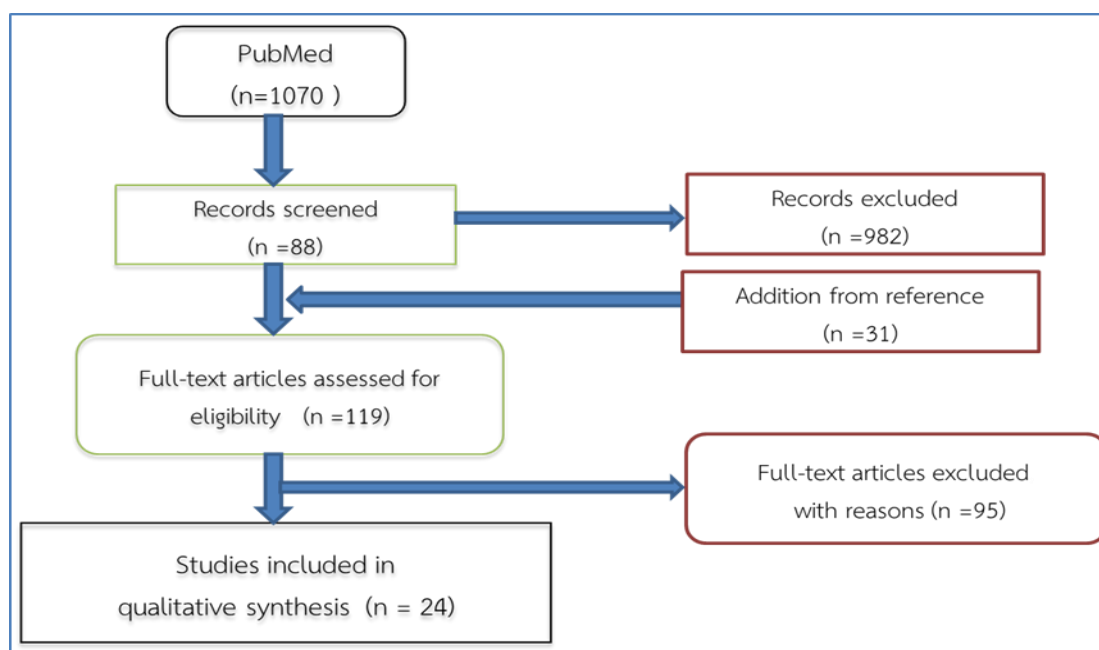 PubMed
(n=1070 )
Records screened
(n =88)
Records excluded
(n =982)
Addition from reference
(n =31)
Full-text articles assessed for
eligibility (n =119)
Full-text articles excluded
with reasons (n =95)
Studies included in
qualitative synthesis (n = 24)